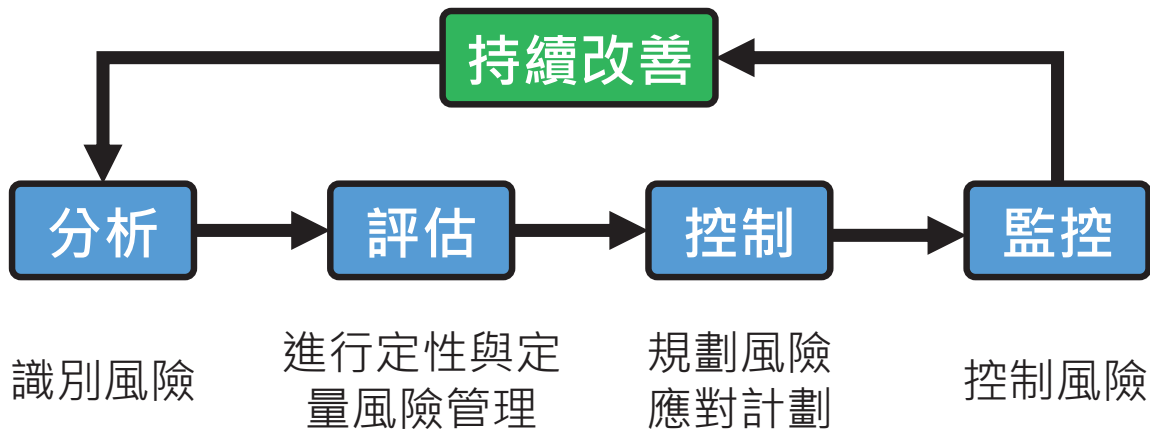 持續改善
分析
評估
控制
監控
識別風險
進行定性與定
量風險管理
規劃風險
應對計劃
控制風險